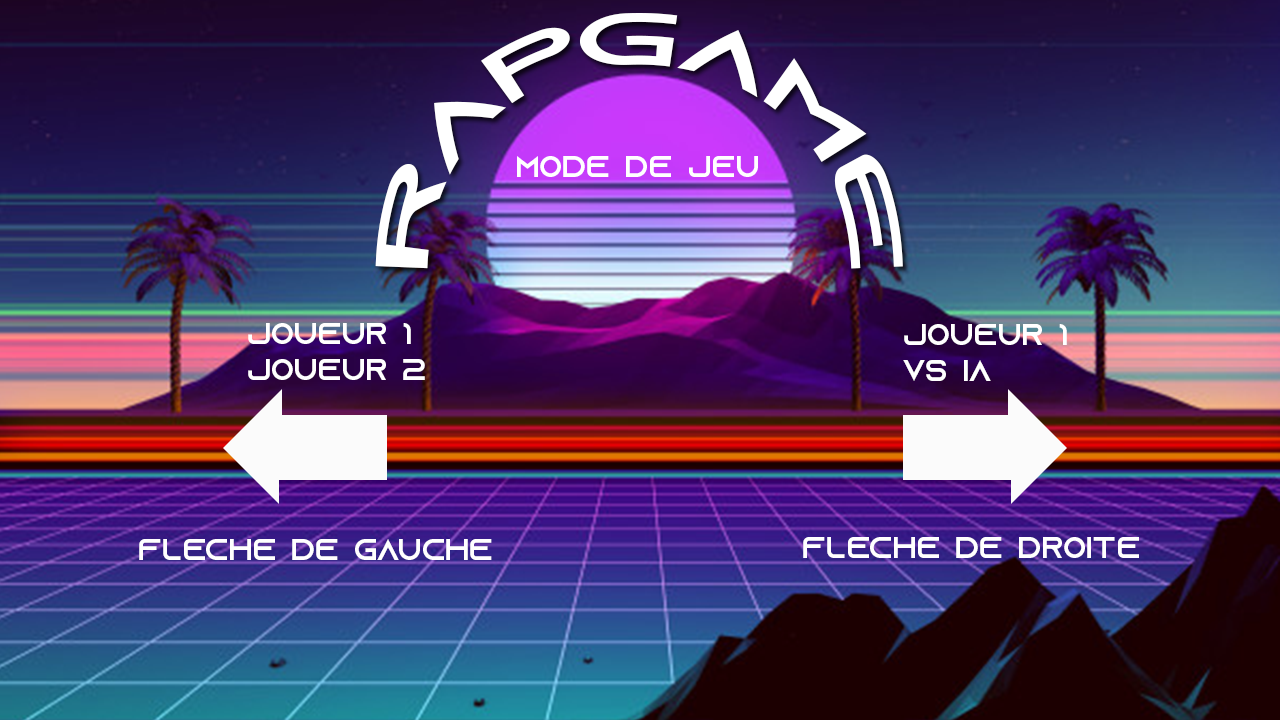 RAPGAME
MODE DE JEU
JOUEUR 1
JOUEUR 2
JOUEUR 1
VS IA
FLECHE DE GAUCHE
FLECHE DE DROITE